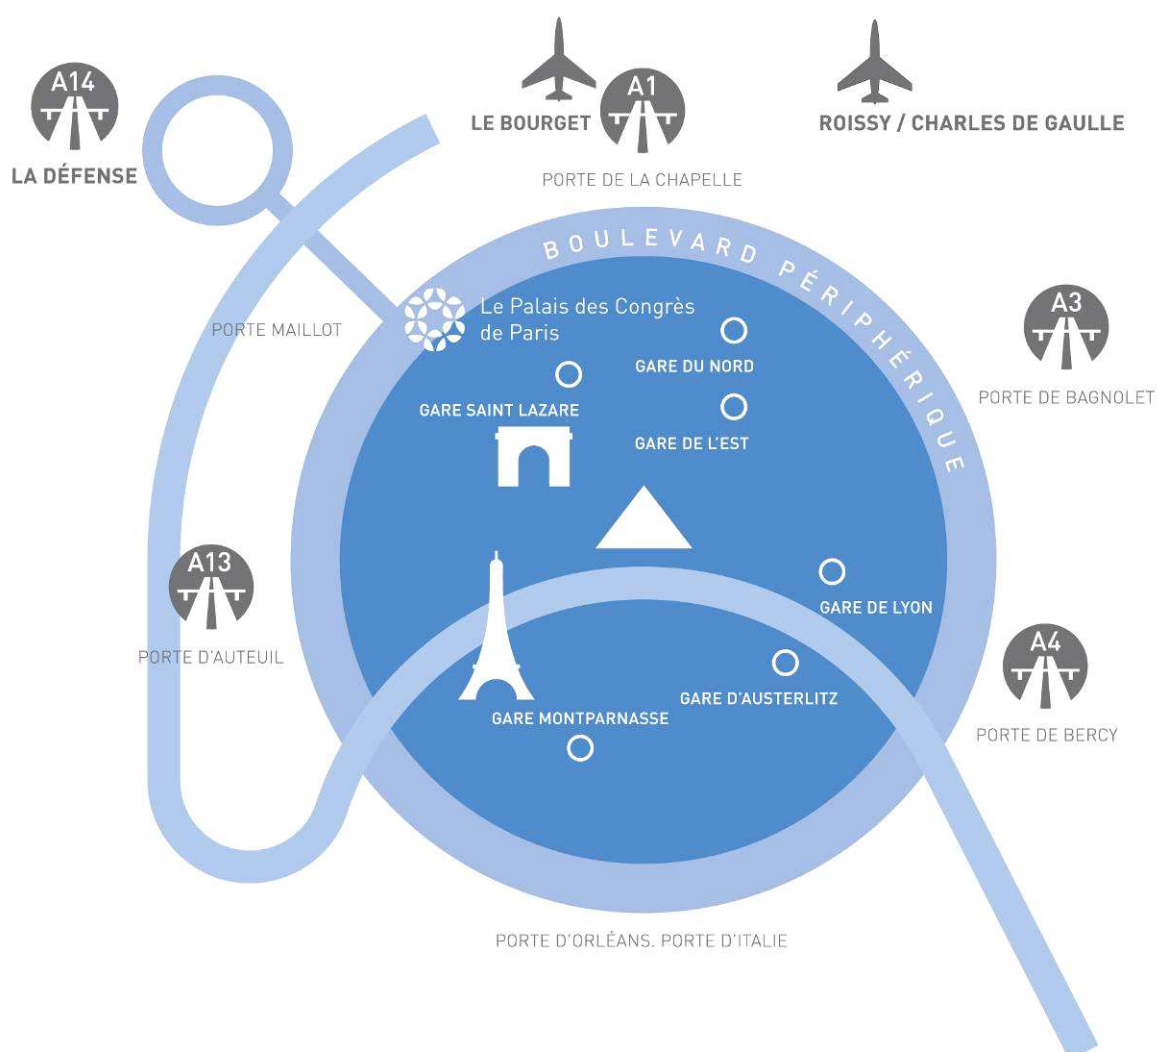 A14
LA DÉFENSE
LE BOURGET
A1
ROISSY / CHARLES DE GAULLE
PORTE DE LA CHAPELLE
BOULEVARD PÉRIPHÉRIQUE
PORTE MAILLOT
Le Palais des Congrès
de Paris
A3
PORTE DE BAGNOLET
GARE DU NORD
GARE SAINT LAZARE
GARE DE L'EST
A13
PORTE D'AUTEUIL
GARE DE LYON
A4
PORTE DE BERCY
GARE D'AUSTERLITZ
GARE MONTPARNASSE
PORTE D'ORLÉANS. PORTE D'ITALIE